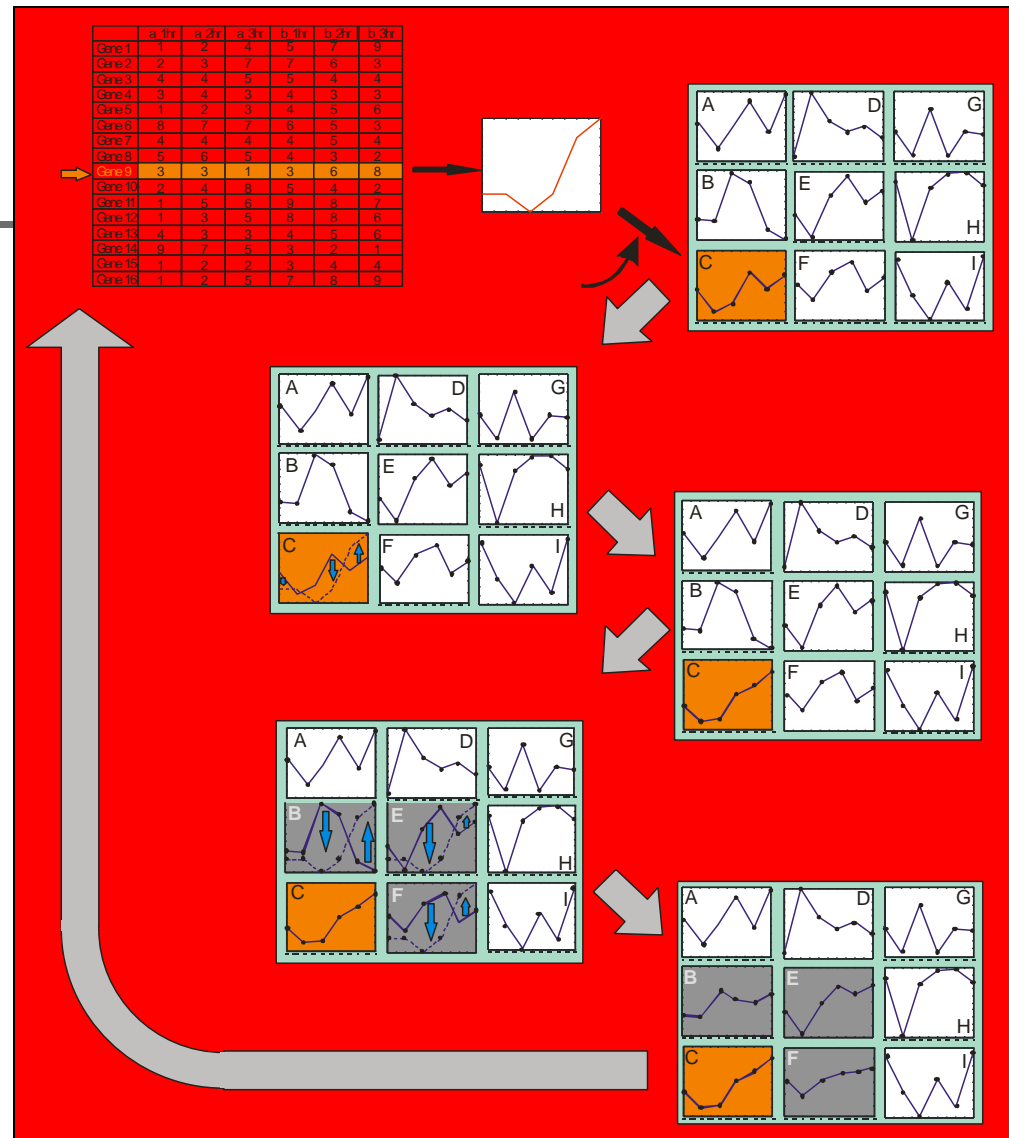 a_1hr a_2hr a_3hr b_1hr b_2hr b_3hr
Gene 1 1 2 4 5 7 9
Gene 2 2 3 7 7 6 3
Gene 3 4 4 5 5 4 4
Gene 4 3 4 3 4 3 3
Gene 5 1 2 3 4 5 6
Gene 6 8 7 7 6 5 3
Gene 7 4 4 4 4 5 4
Gene 8 5 6 5 4 3 2
Gene 9 3 3 1 3 6 8
Gene 10 2 4 8 5 4 2
Gene 11 1 5 6 9 8 7
Gene 12 1 3 5 8 8 6
Gene 13 4 3 3 4 5 6
Gene 14 9 7 5 3 2 1
Gene 15 1 2 2 3 4 4
Gene 16 1 2 5 7 8 9
A D G
B E H
C F I
A D G
B E H
C F I
A D G
B E H
C F I
A D G
B E H
C F I
A D G
B E H
C F I